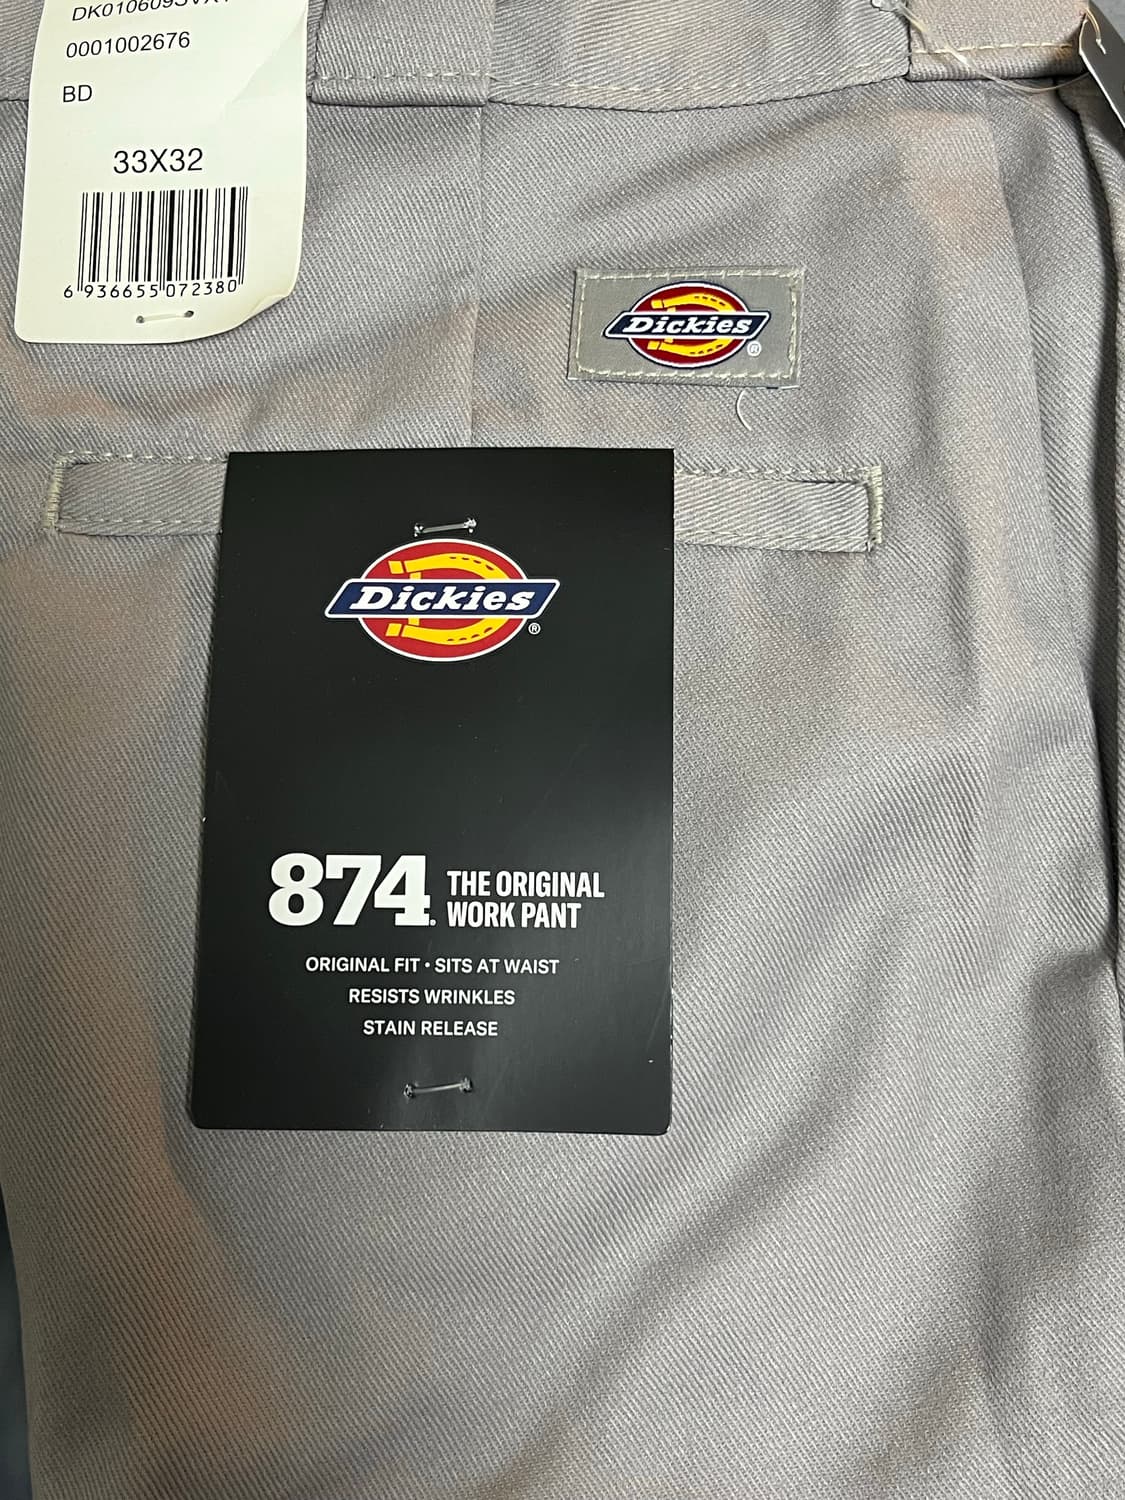 0001002676
BD
33X32
6 936655 072380
Dickies
®
Dickies
®
874. THE ORIGINAL
WORK PANT
ORIGINAL FIT • SITS AT WAIST
RESISTS WRINKLES
STAIN RELEASE